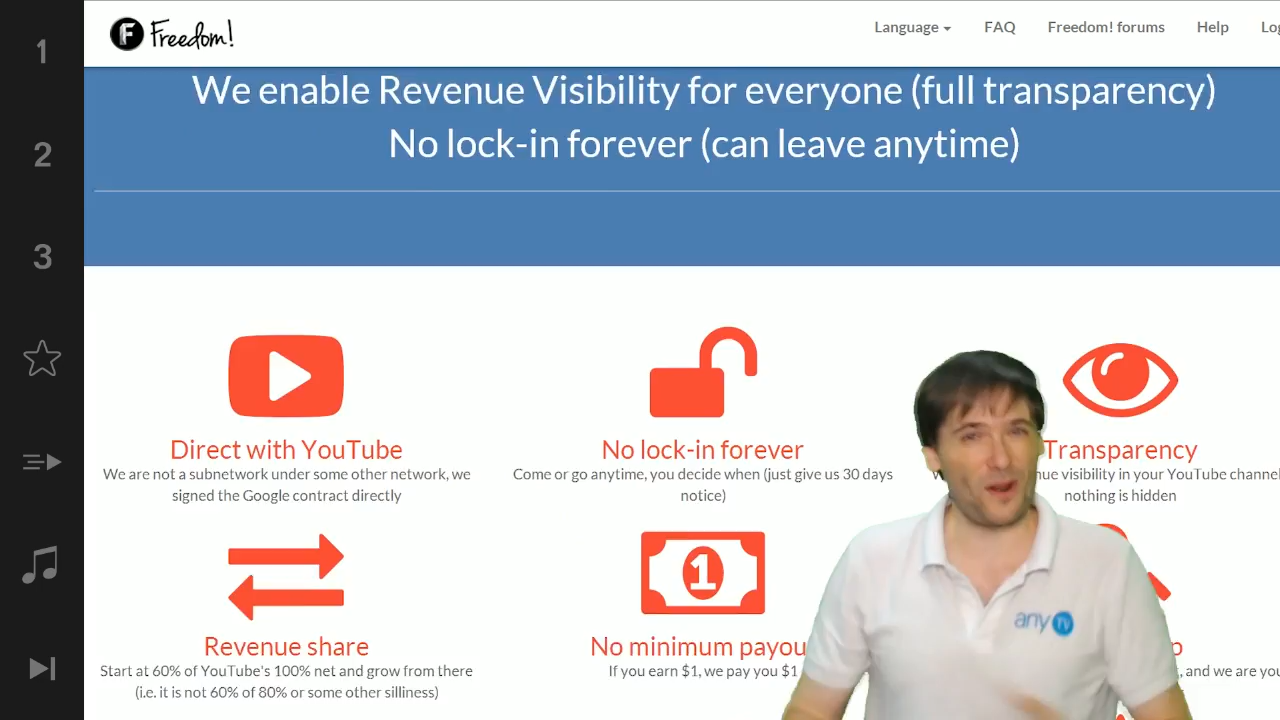 1
2
3
F Freedom!
Language FAQ Freedom! forums Help
We enable Revenue Visibility for everyone (full transparency)
No lock-in forever (can leave anytime)
Direct with YouTube
We are not a subnetwork under some other network, we
signed the Google contract directly
No lock-in forever
Come or go anytime, you decide when (just give us 30 days
notice)
Transparency
visibility in your YouTube channel
nothing is hidden
Revenue share
Start at 60% of YouTube's 100% net and grow from there
(i.e. it is not 60% of 80% or some other silliness)
1
No minimum
If you earn $1, we pay you $1
and we are
any TV